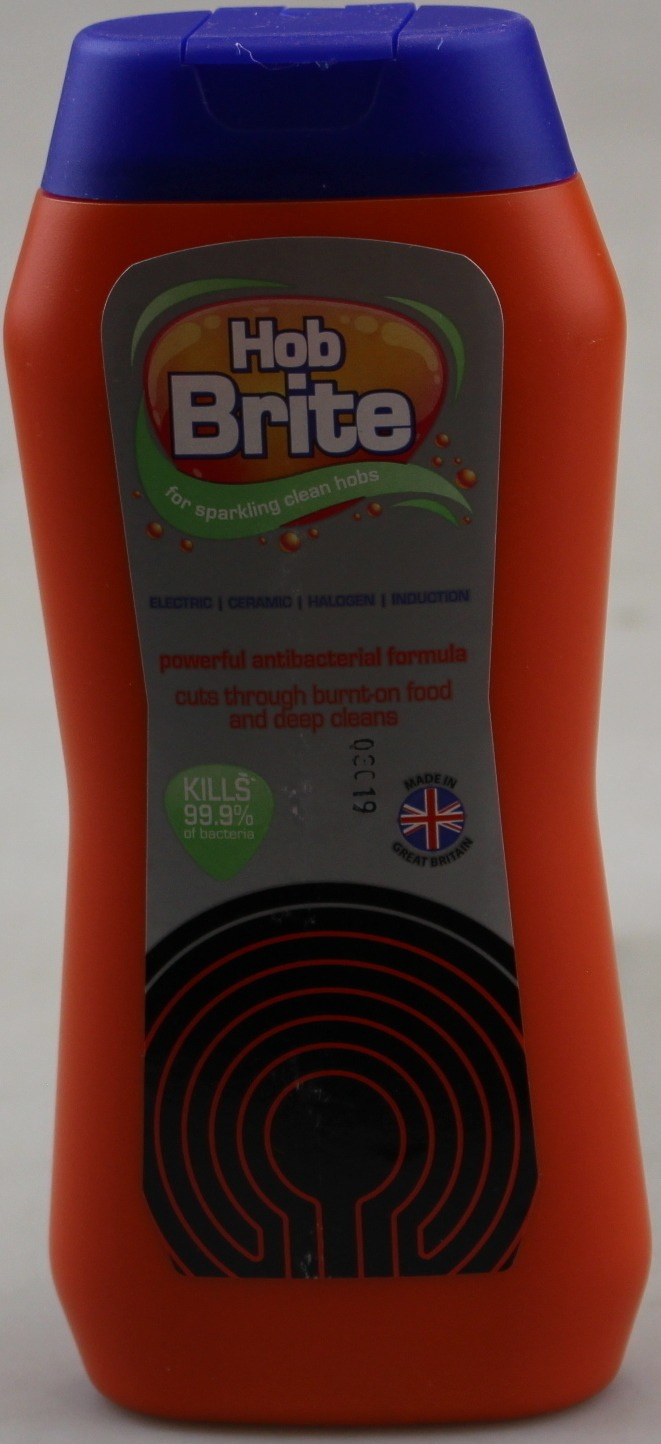 Hob
Brite
for sparkling clean hobs
ELECTRIC | CERAMIC | HALOGEN | INDUCTION
powerful antibacterial formula
cuts through burnt-on food
and deep cleans
KILLS
99.9%
of bacteria
MADE IN
GREAT BRITAIN